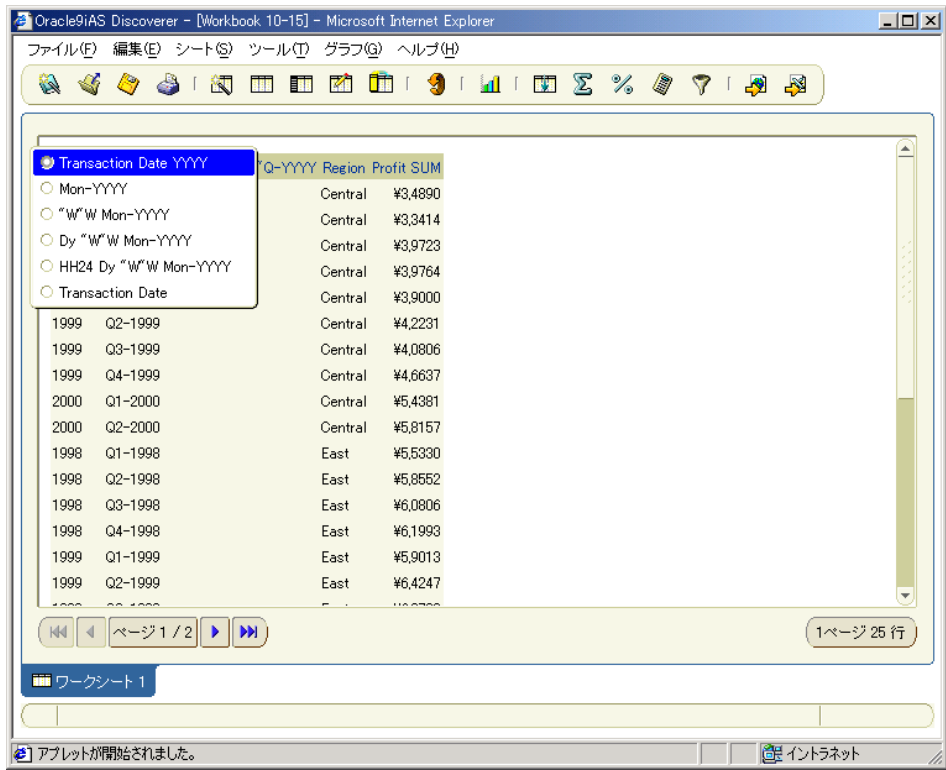 Oracle9iAS Discoverer - [Workbook 10-15] - Microsoft Internet Explorer
ファイル(F) 編集(E) シート(S) ツール(T) グラフ(G) ヘルプ(H)
Transaction Date YYYY
"Q-YYYY Region Profit SUM
Mon-YYYY
Central ¥3,4890
"W"W Mon-YYYY
Central ¥3,3414
Dy "W"W Mon-YYYY
Central ¥3,9723
HH24 Dy "W"W Mon-YYYY
Central ¥3,9764
Transaction Date
Central ¥3,9000
1999 Q2-1999 Central ¥4,2231
1999 Q3-1999 Central ¥4,0806
1999 Q4-1999 Central ¥4,6637
2000 Q1-2000 Central ¥5,4381
2000 Q2-2000 Central ¥5,8157
1998 Q1-1998 East ¥5,5330
1998 Q2-1998 East ¥5,8552
1998 Q3-1998 East ¥6,0806
1998 Q4-1998 East ¥6,1993
1999 Q1-1999 East ¥5,9013
1999 Q2-1999 East ¥6,4247
ページ 1 / 2
1ページ 25 行
ワークシート 1
アプレットが開始されました。
イントラネット